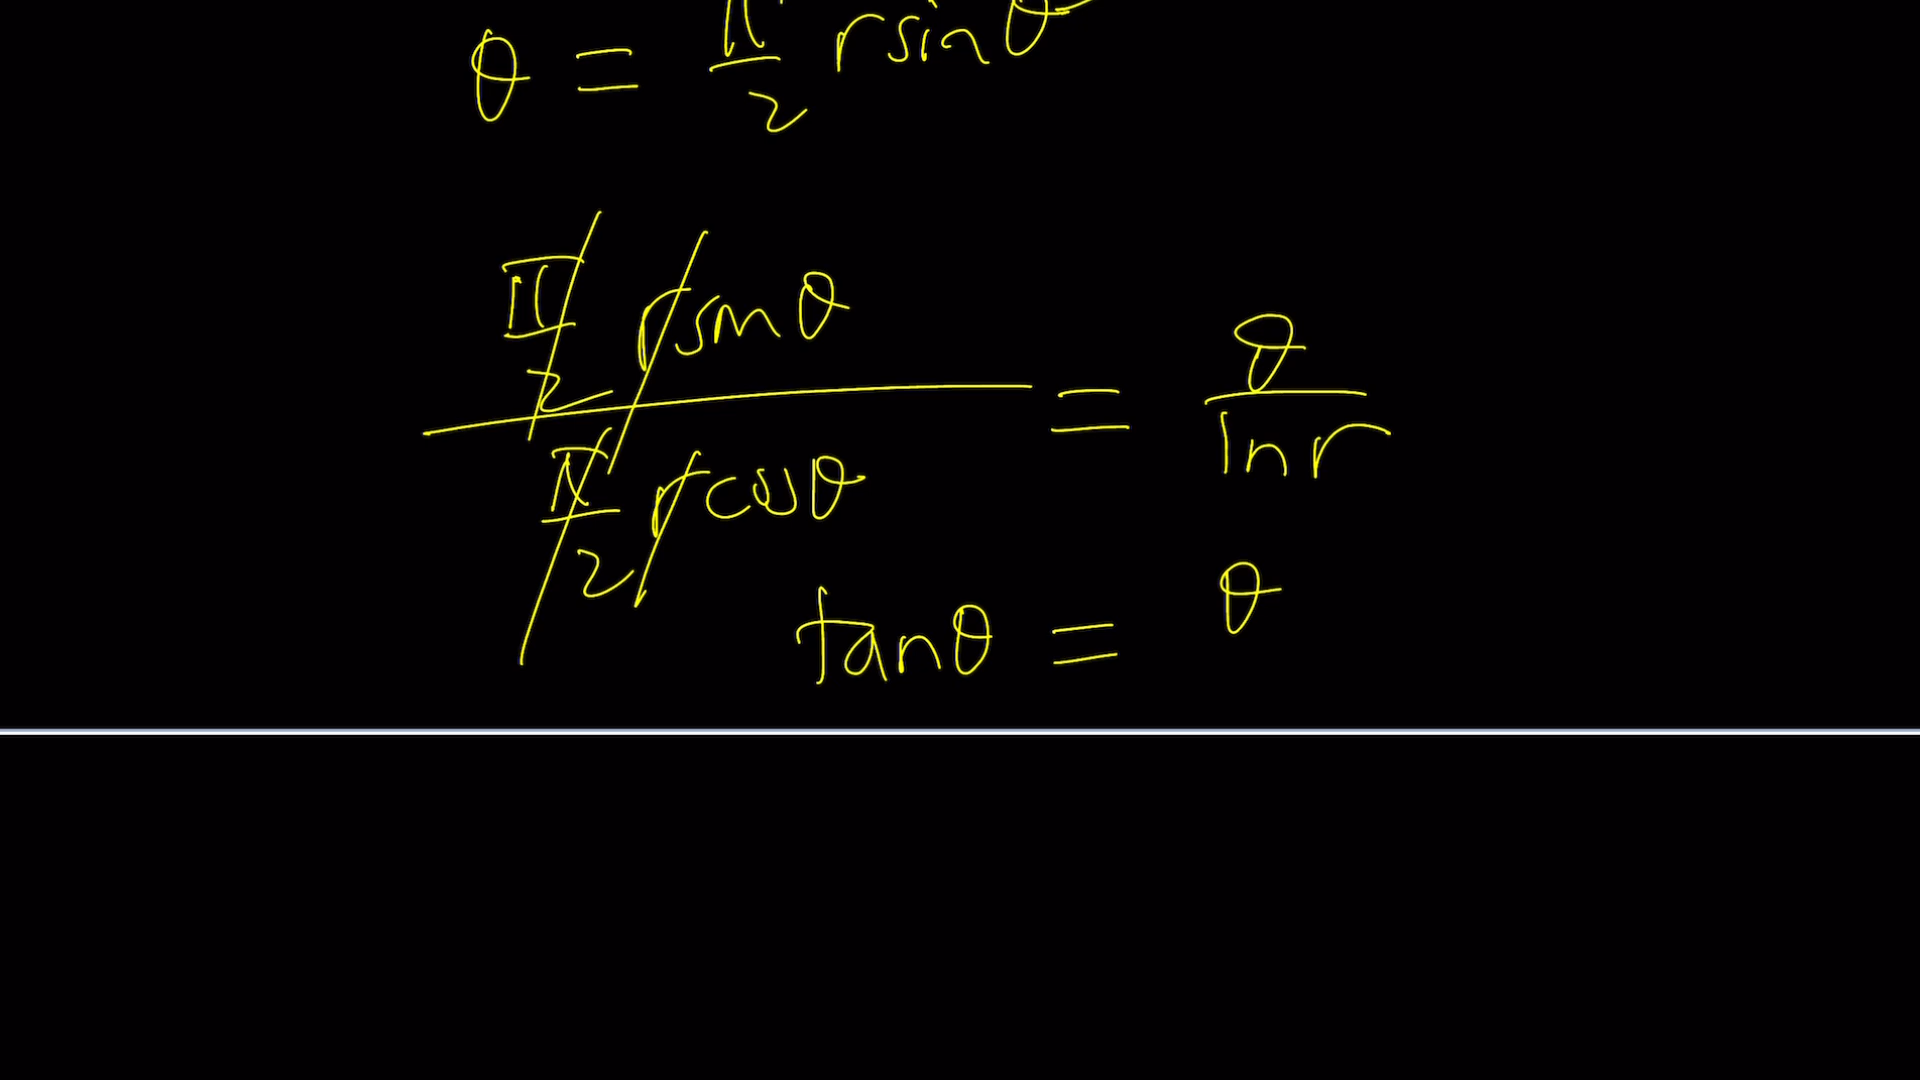 θ = π/2 r sin θ
(π/2 r sin θ) / (π/2 r cos θ) = θ / ln r
tan θ = θ